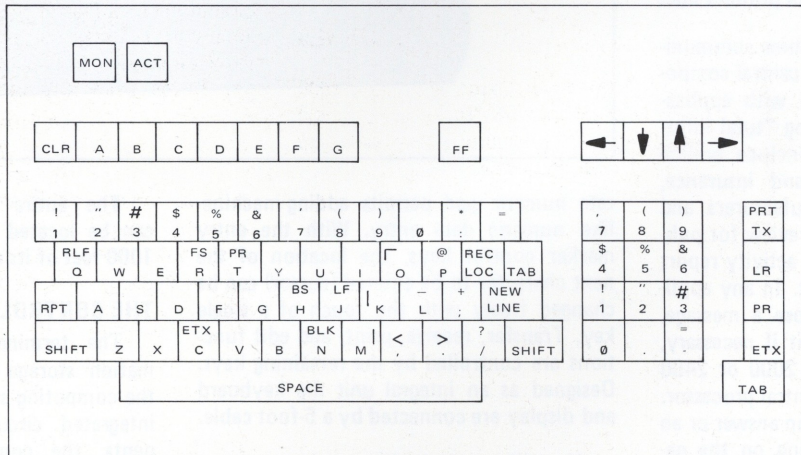 MON ACT
CLR A B C D E F G FF ← ↓ ↑ →
! " # $ % & ' ( ) * = , ( ) PRT
1 2 3 4 5 6 7 8 9 0 : - 7 8 9 TX
RLF FS PR @ REC $ % &
Q W E R T Y U I O P LOC TAB 4 5 6 LR
BS LF NEW ! " #
RPT A S D F G H J K L ; LINE 1 2 3 PR
ETX BLK < > ? =
SHIFT Z X C V B N M , . / SHIFT 0 . - ETX
SPACE TAB